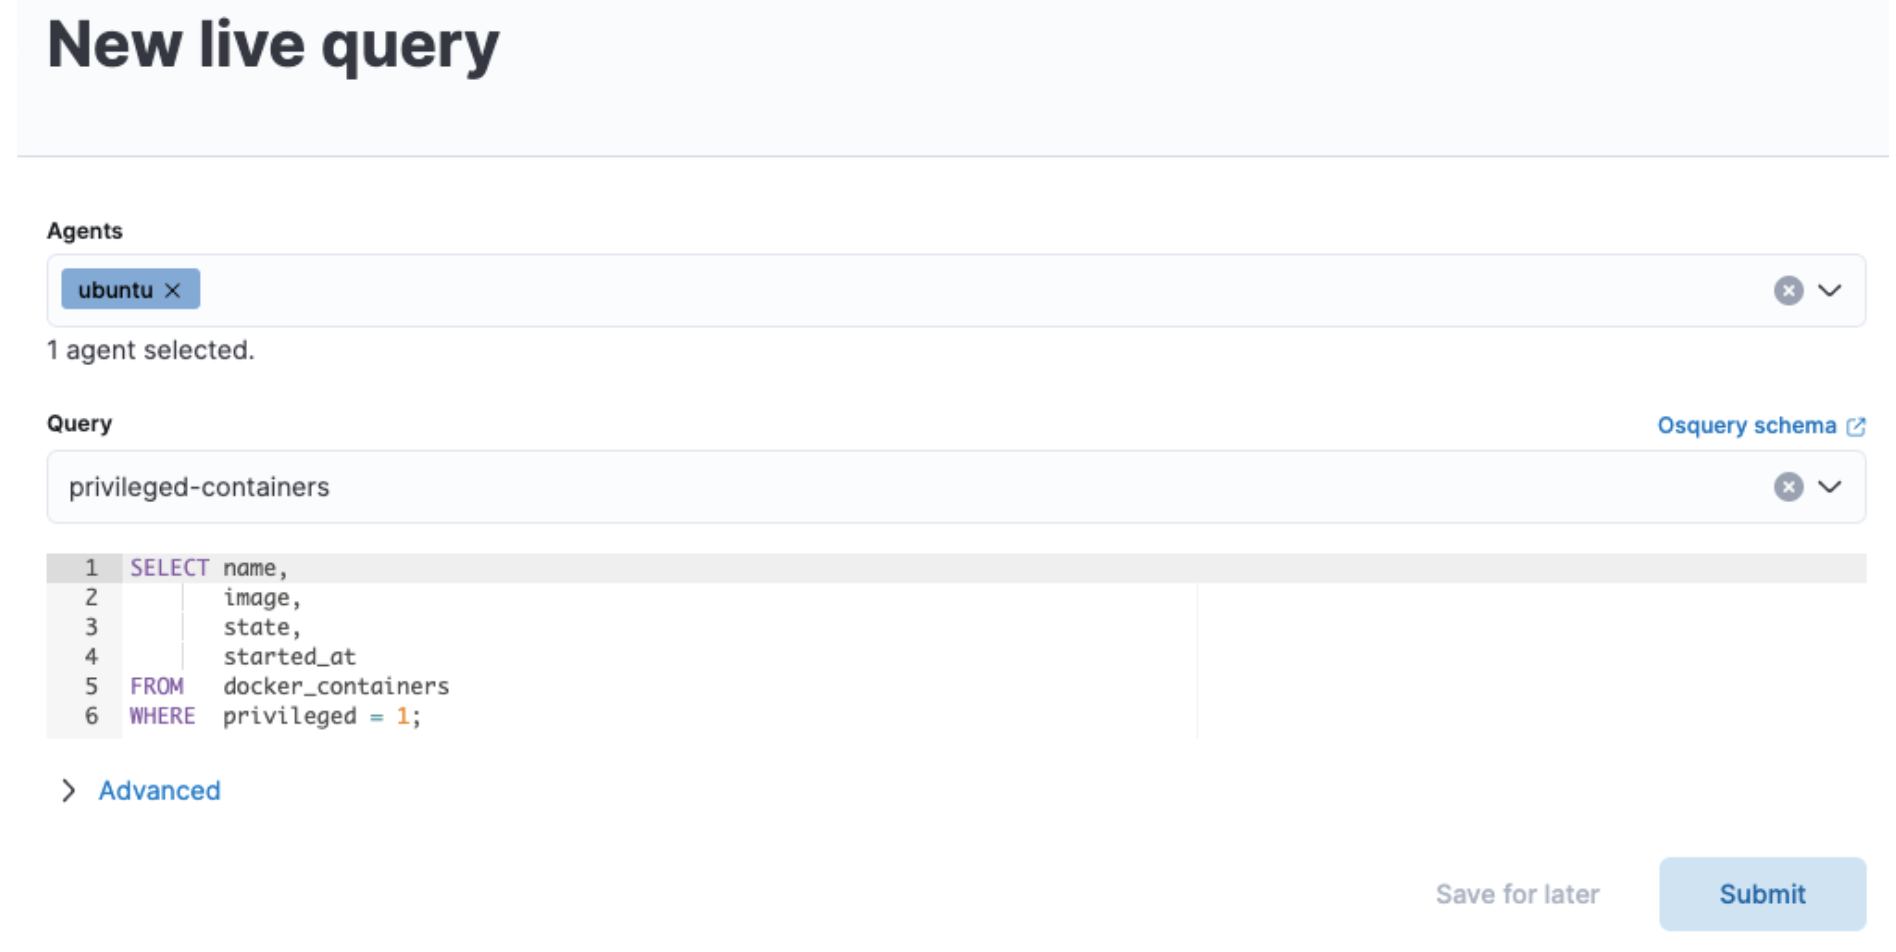 New live query
Agents
ubuntu
1 agent selected.
Query
Osquery schema
privileged-containers
1 SELECT name,
2 image,
3 state,
4 started_at
5 FROM docker_containers
6 WHERE privileged = 1;
Advanced
Save for later
Submit